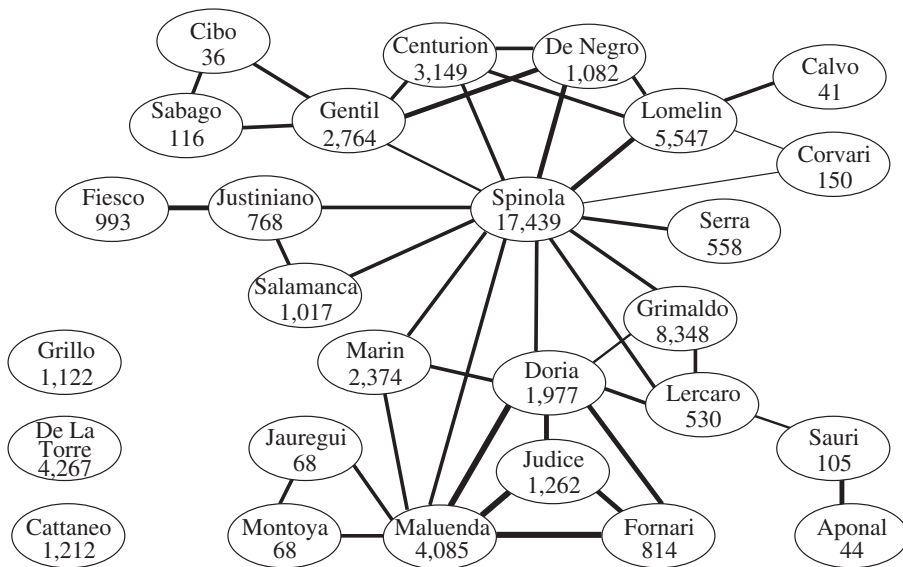 Cibo
36
Centurion
3,149
De Negro
1,082
Calvo
41
Sabago
116
Gentil
2,764
Lomelin
5,547
Corvari
150
Fiesco
993
Justiniano
768
Spinola
17,439
Serra
558
Salamanca
1,017
Grimaldo
8,348
Grillo
1,122
Marin
2,374
Doria
1,977
Lercaro
530
De La
Torre
4,267
Jauregui
68
Judice
1,262
Sauri
105
Cattaneo
1,212
Montoya
68
Maluenda
4,085
Fornari
814
Aponal
44